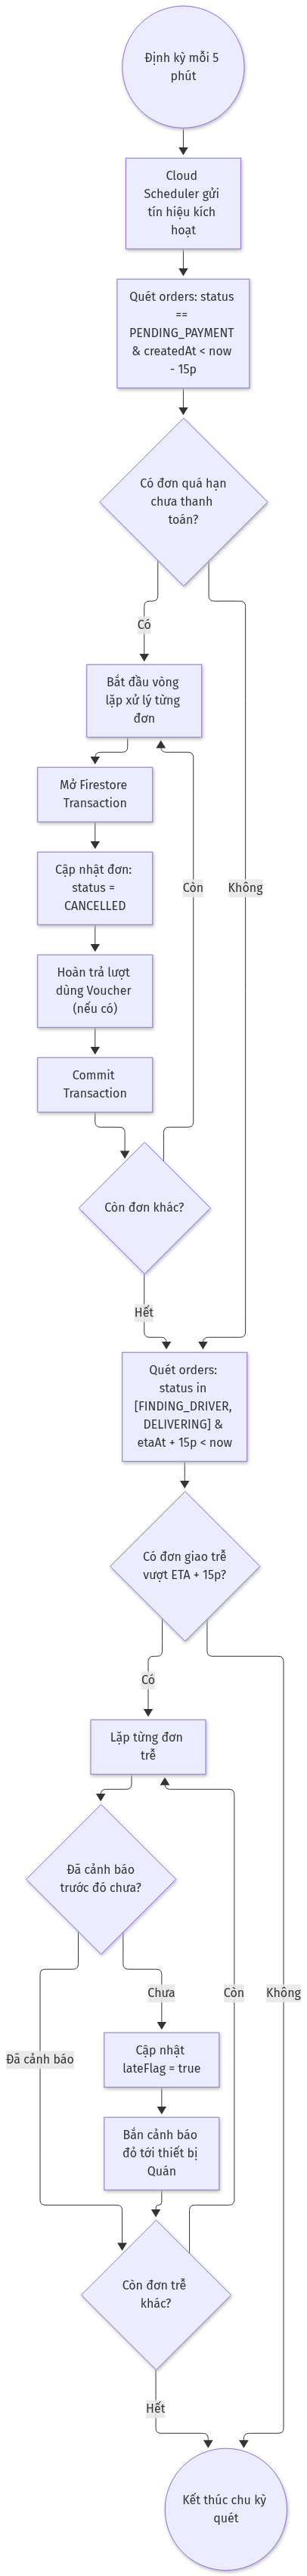 Định kỳ mỗi 5
phút
Cloud
Scheduler gửi
tín hiệu kích
hoạt
Quét orders: status
==
PENDING_PAYMENT
& createdAt < now
- 15p
Có đơn quá hạn
chưa thanh
toán?
Có
Bắt đầu vòng
lặp xử lý từng
đơn
Mở Firestore
Transaction
Cập nhật đơn:
status =
CANCELLED
Còn
Không
Hoàn trả lượt
dùng Voucher
(nếu có)
Commit
Transaction
Còn đơn khác?
Hết
Quét orders:
status in
[FINDING_DRIVER,
DELIVERING] &
etaAt + 15p < now
Có đơn giao trễ
vượt ETA + 15p?
Có
Lặp từng đơn
trễ
Đã cảnh báo
trước đó chưa?
Chưa
Còn
Không
Đã cảnh báo
Cập nhật
lateFlag = true
Bắn cảnh báo
đỏ tới thiết bị
Quán
Còn đơn trễ
khác?
Hết
Kết thúc chu kỳ
quét